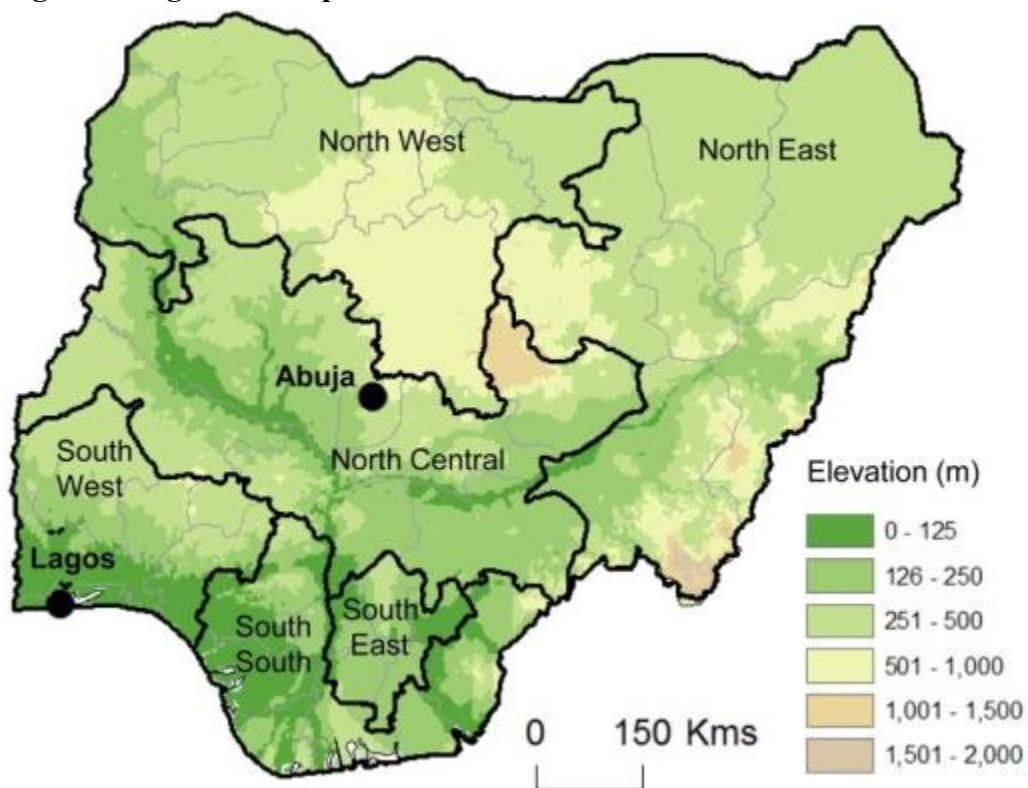 North West
North East
Abuja
South
West
North Central
Lagos
South
South
South
East
0 150 Kms
Elevation (m)
0 - 125
126 - 250
251 - 500
501 - 1,000
1,001 - 1,500
1,501 - 2,000